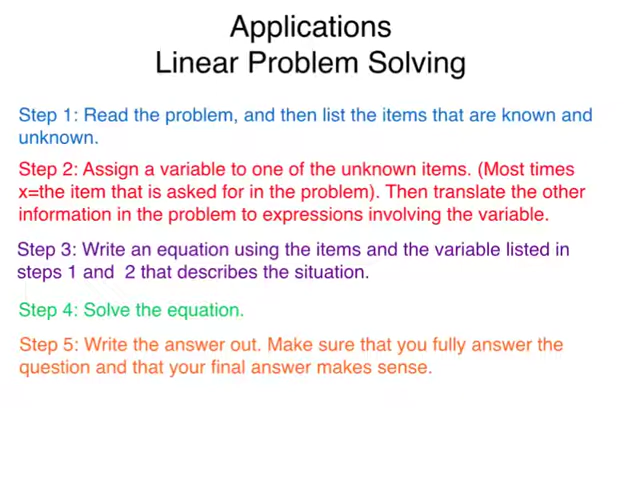 Applications
Linear Problem Solving
Step 1: Read the problem, and then list the items that are known and
unknown.
Step 2: Assign a variable to one of the unknown items. (Most times
x=the item that is asked for in the problem). Then translate the other
information in the problem to expressions involving the variable.
Step 3: Write an equation using the items and the variable listed in
steps 1 and  2 that describes the situation.
Step 4: Solve the equation.
Step 5: Write the answer out. Make sure that you fully answer the
question and that your final answer makes sense.